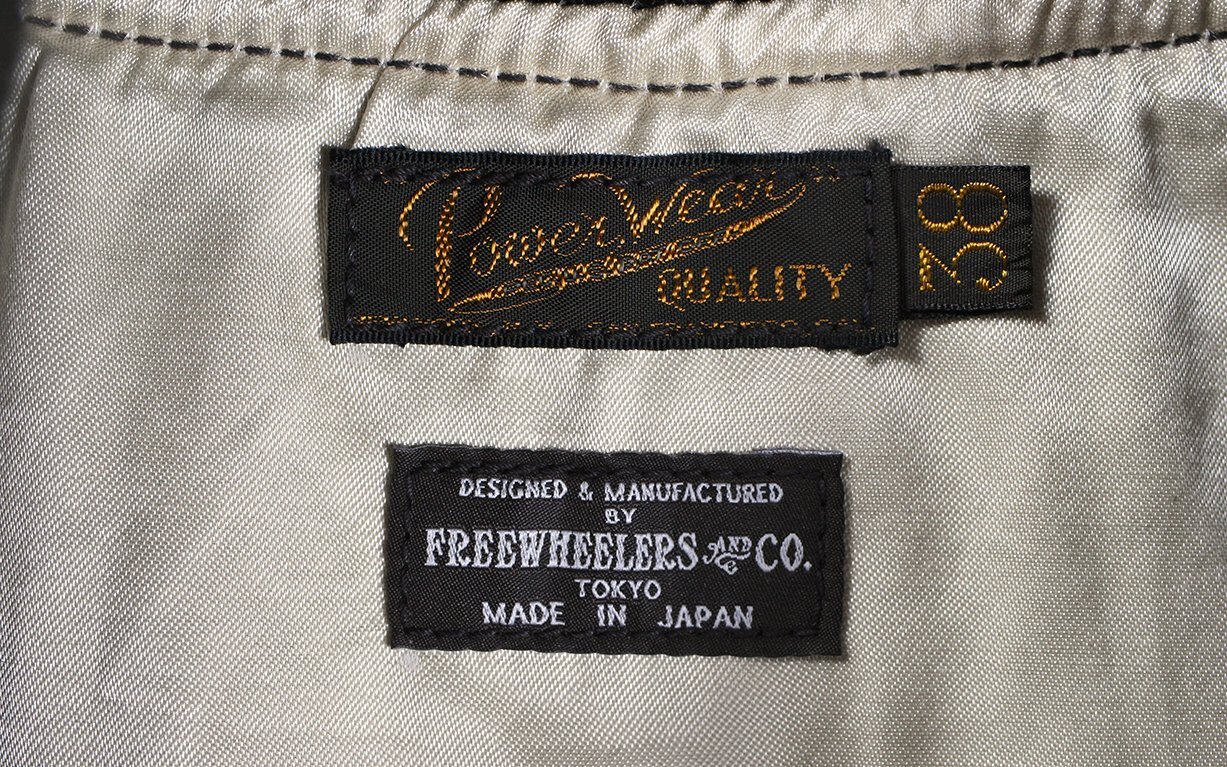 Power Wear
QUALITY
38
DESIGNED & MANUFACTURED
BY
FREEWHEELERS AND CO.
TOKYO
MADE IN JAPAN